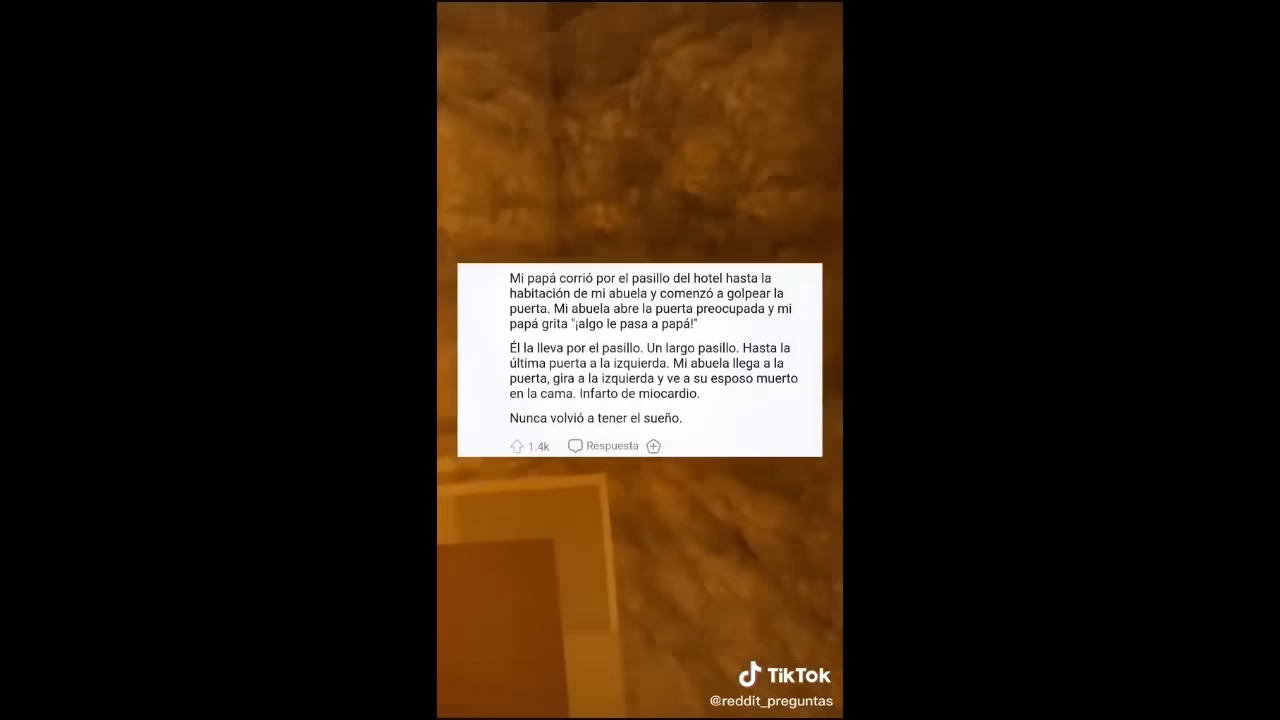 Mi papá corrió por el pasillo del hotel hasta la
habitación de mi abuela y comenzó a golpear la
puerta. Mi abuela abre la puerta preocupada y mi
papá grita "¡algo le pasa a papá!"
Él la lleva por el pasillo. Un largo pasillo. Hasta la
última puerta a la izquierda. Mi abuela llega a la
puerta, gira a la izquierda y ve a su esposo muerto
en la cama. Infarto de miocardio.
Nunca volvió a tener el sueño.
1.4k Respuesta
TikTok
@reddit_preguntas